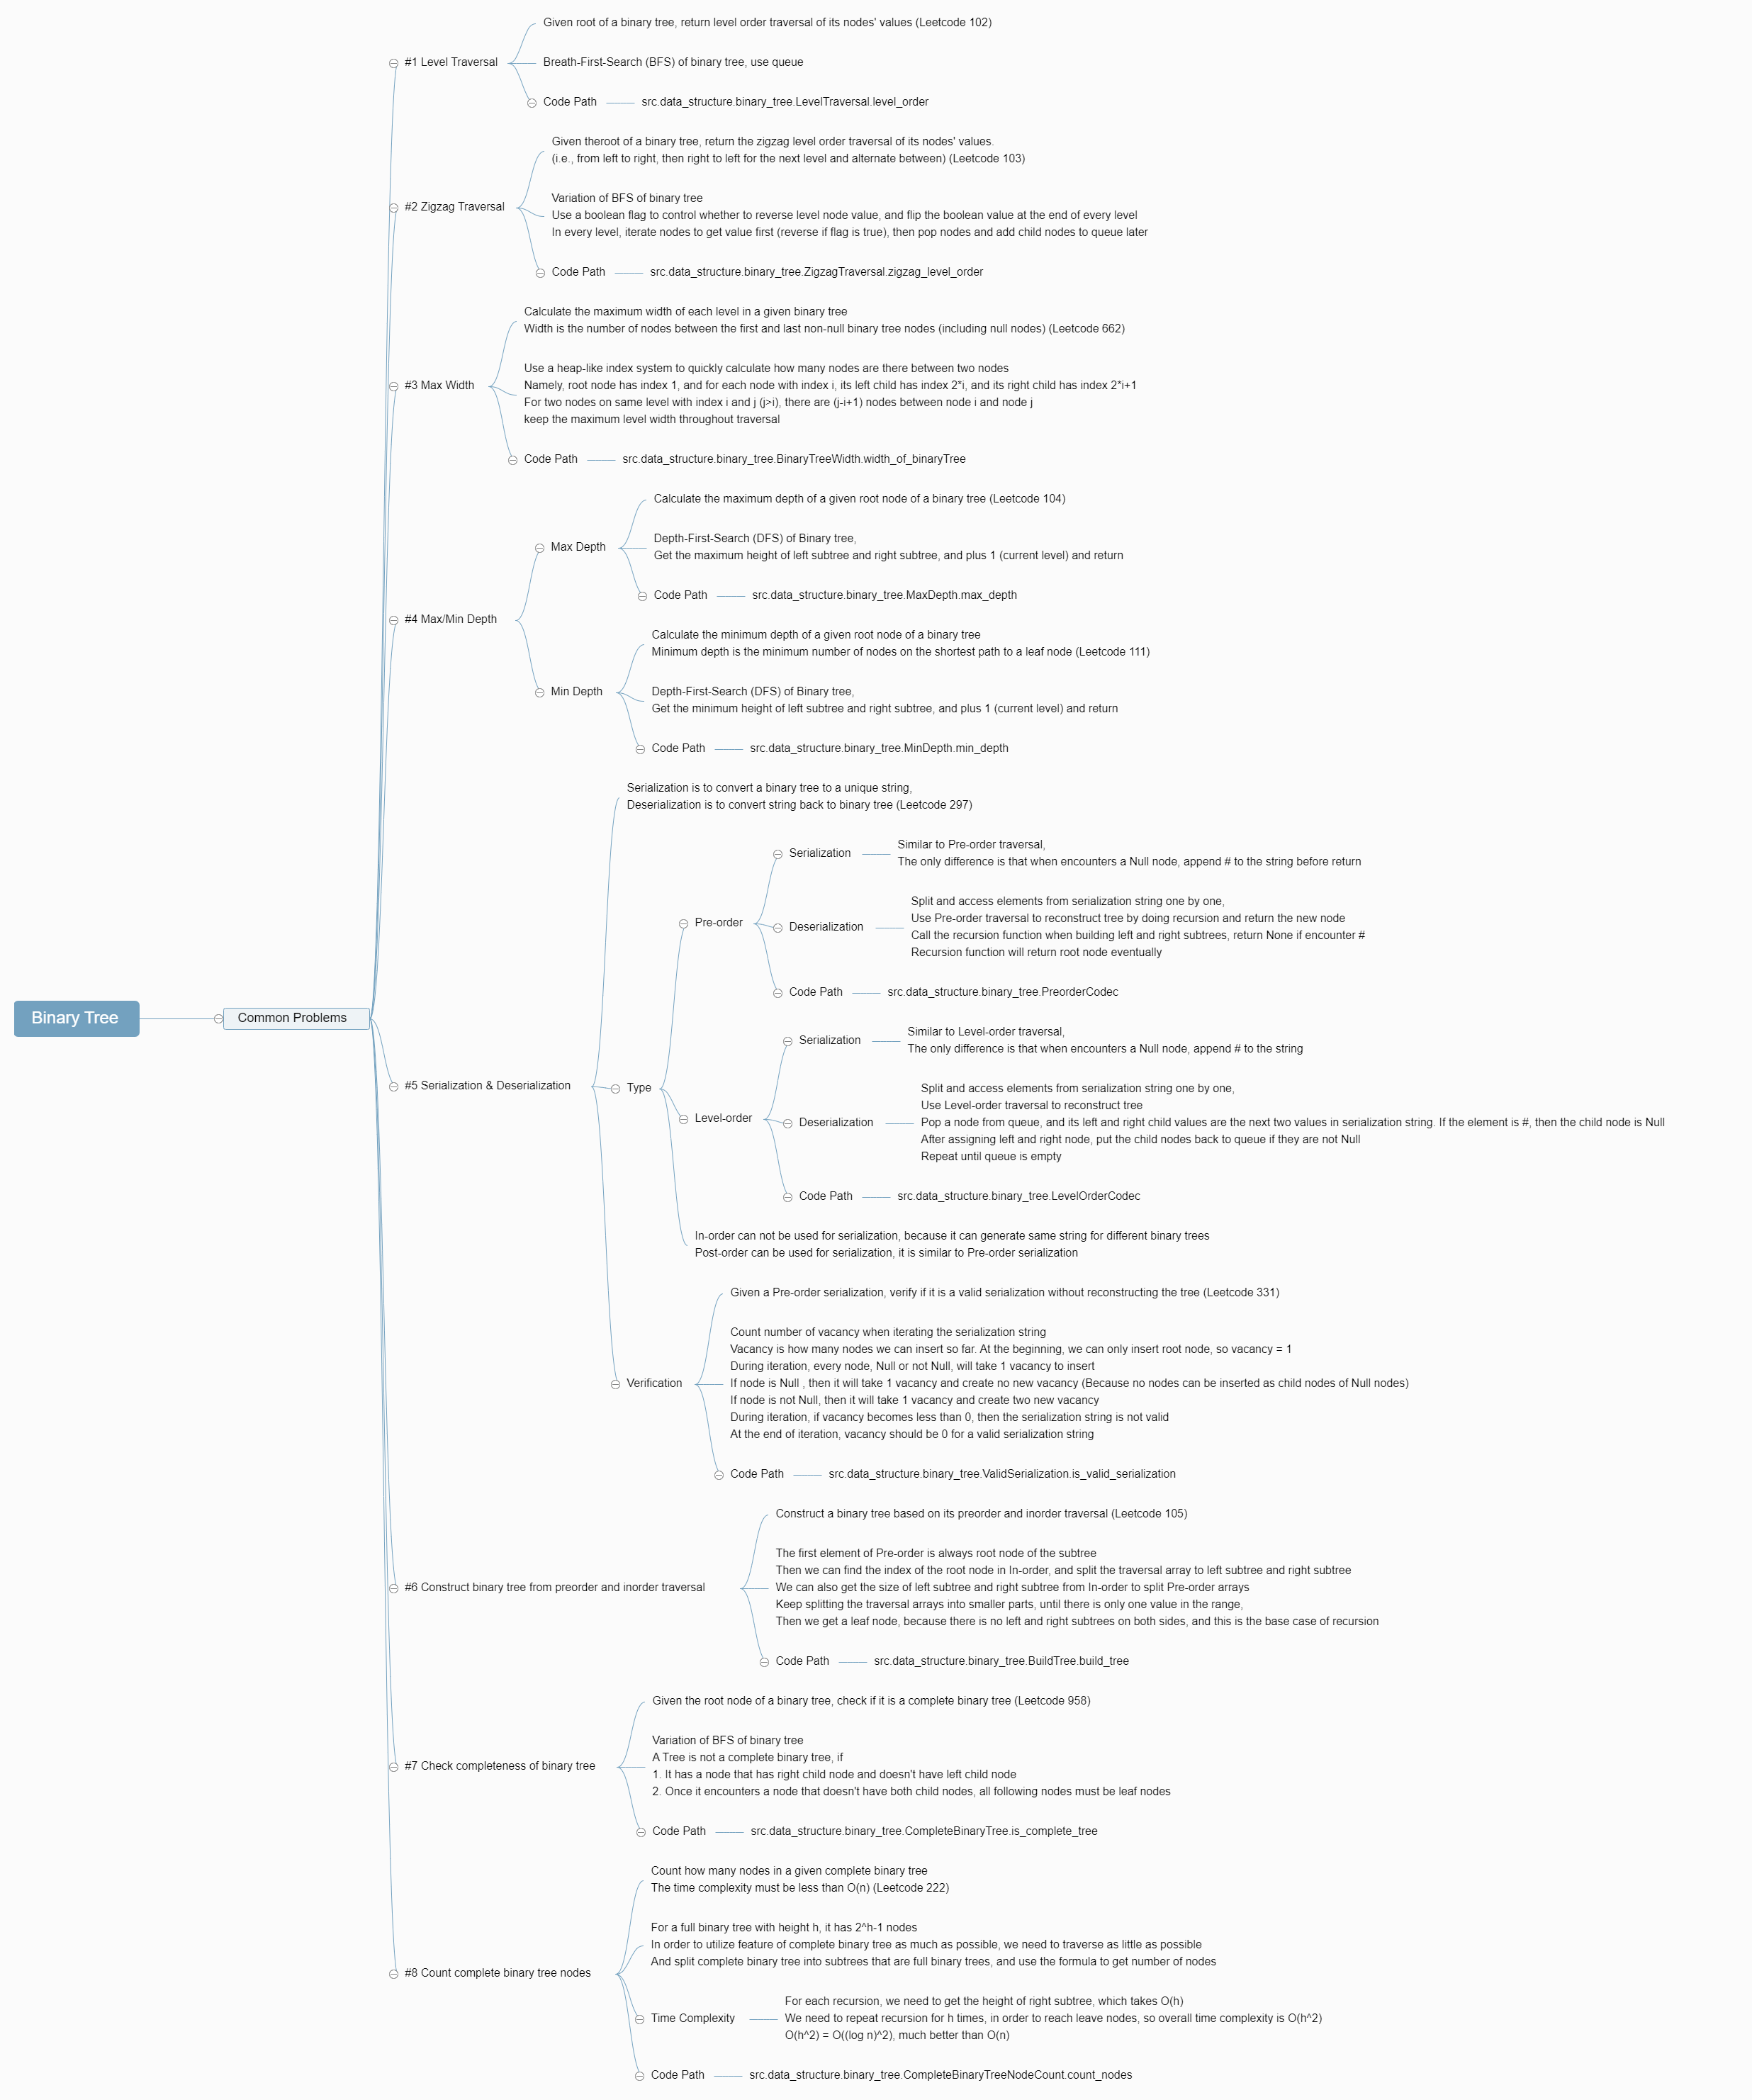 Binary Tree
Common Problems
#1 Level Traversal
Given root of a binary tree, return level order traversal of its nodes' values (Leetcode 102)
Breath-First-Search (BFS) of binary tree, use queue
Code Path
src.data_structure.binary_tree.LevelTraversal.level_order
#2 Zigzag Traversal
Given theroot of a binary tree, return the zigzag level order traversal of its nodes' values.
(i.e., from left to right, then right to left for the next level and alternate between) (Leetcode 103)
Variation of BFS of binary tree
Use a boolean flag to control whether to reverse level node value, and flip the boolean value at the end of every level
In every level, iterate nodes to get value first (reverse if flag is true), then pop nodes and add child nodes to queue later
Code Path
src.data_structure.binary_tree.ZigzagTraversal.zigzag_level_order
#3 Max Width
Calculate the maximum width of each level in a given binary tree
Width is the number of nodes between the first and last non-null binary tree nodes (including null nodes) (Leetcode 662)
Use a heap-like index system to quickly calculate how many nodes are there between two nodes
Namely, root node has index 1, and for each node with index i, its left child has index 2*i, and its right child has index 2*i+1
For two nodes on same level with index i and j (j>i), there are (j-i+1) nodes between node i and node j
keep the maximum level width throughout traversal
Code Path
src.data_structure.binary_tree.BinaryTreeWidth.width_of_binaryTree
#4 Max/Min Depth
Max Depth
Calculate the maximum depth of a given root node of a binary tree (Leetcode 104)
Depth-First-Search (DFS) of Binary tree,
Get the maximum height of left subtree and right subtree, and plus 1 (current level) and return
Code Path
src.data_structure.binary_tree.MaxDepth.max_depth
Min Depth
Calculate the minimum depth of a given root node of a binary tree
Minimum depth is the minimum number of nodes on the shortest path to a leaf node (Leetcode 111)
Depth-First-Search (DFS) of Binary tree,
Get the minimum height of left subtree and right subtree, and plus 1 (current level) and return
Code Path
src.data_structure.binary_tree.MinDepth.min_depth
#5 Serialization & Deserialization
Serialization is to convert a binary tree to a unique string,
Deserialization is to convert string back to binary tree (Leetcode 297)
Type
Pre-order
Serialization
Similar to Pre-order traversal,
The only difference is that when encounters a Null node, append # to the string before return
Deserialization
Split and access elements from serialization string one by one,
Use Pre-order traversal to reconstruct tree by doing recursion and return the new node
Call the recursion function when building left and right subtrees, return None if encounter #
Recursion function will return root node eventually
Code Path
src.data_structure.binary_tree.PreorderCodec
Level-order
Serialization
Similar to Level-order traversal,
The only difference is that when encounters a Null node, append # to the string
Deserialization
Split and access elements from serialization string one by one,
Use Level-order traversal to reconstruct tree
Pop a node from queue, and its left and right child values are the next two values in serialization string. If the element is #, then the child node is Null
After assigning left and right node, put the child nodes back to queue if they are not Null
Repeat until queue is empty
Code Path
src.data_structure.binary_tree.LevelOrderCodec
In-order can not be used for serialization, because it can generate same string for different binary trees
Post-order can be used for serialization, it is similar to Pre-order serialization
Verification
Given a Pre-order serialization, verify if it is a valid serialization without reconstructing the tree (Leetcode 331)
Count number of vacancy when iterating the serialization string
Vacancy is how many nodes we can insert so far. At the beginning, we can only insert root node, so vacancy = 1
During iteration, every node, Null or not Null, will take 1 vacancy to insert
If node is Null , then it will take 1 vacancy and create no new vacancy (Because no nodes can be inserted as child nodes of Null nodes)
If node is not Null, then it will take 1 vacancy and create two new vacancy
During iteration, if vacancy becomes less than 0, then the serialization string is not valid
At the end of iteration, vacancy should be 0 for a valid serialization string
Code Path
src.data_structure.binary_tree.ValidSerialization.is_valid_serialization
#6 Construct binary tree from preorder and inorder traversal
Construct a binary tree based on its preorder and inorder traversal (Leetcode 105)
The first element of Pre-order is always root node of the subtree
Then we can find the index of the root node in In-order, and split the traversal array to left subtree and right subtree
We can also get the size of left subtree and right subtree from In-order to split Pre-order arrays
Keep splitting the traversal arrays into smaller parts, until there is only one value in the range,
Then we get a leaf node, because there is no left and right subtrees on both sides, and this is the base case of recursion
Code Path
src.data_structure.binary_tree.BuildTree.build_tree
#7 Check completeness of binary tree
Given the root node of a binary tree, check if it is a complete binary tree (Leetcode 958)
Variation of BFS of binary tree
A Tree is not a complete binary tree, if
1. It has a node that has right child node and doesn't have left child node
2. Once it encounters a node that doesn't have both child nodes, all following nodes must be leaf nodes
Code Path
src.data_structure.binary_tree.CompleteBinaryTree.is_complete_tree
#8 Count complete binary tree nodes
Count how many nodes in a given complete binary tree
The time complexity must be less than O(n) (Leetcode 222)
For a full binary tree with height h, it has 2^h-1 nodes
In order to utilize feature of complete binary tree as much as possible, we need to traverse as little as possible
And split complete binary tree into subtrees that are full binary trees, and use the formula to get number of nodes
Time Complexity
For each recursion, we need to get the height of right subtree, which takes O(h)
We need to repeat recursion for h times, in order to reach leave nodes, so overall time complexity is O(h^2)
O(h^2) = O((log n)^2), much better than O(n)
Code Path
src.data_structure.binary_tree.CompleteBinaryTreeNodeCount.count_nodes